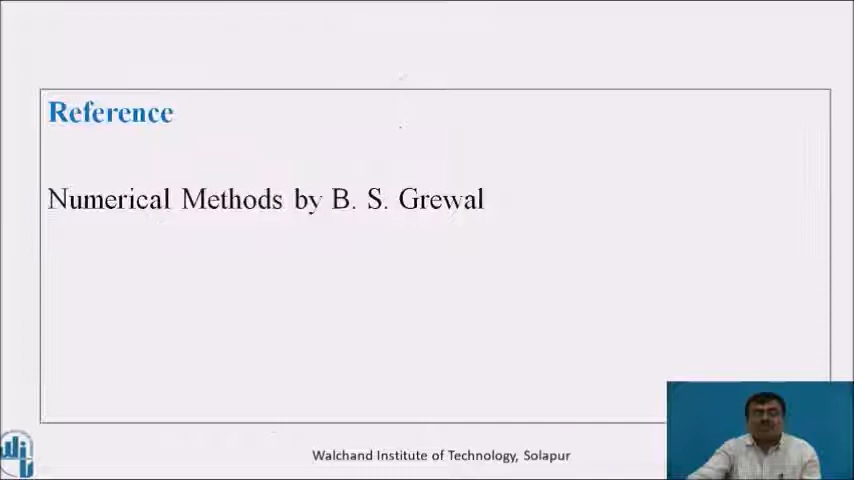 Reference
Numerical Methods by B. S. Grewal
Walchand Institute of Technology, Solapur